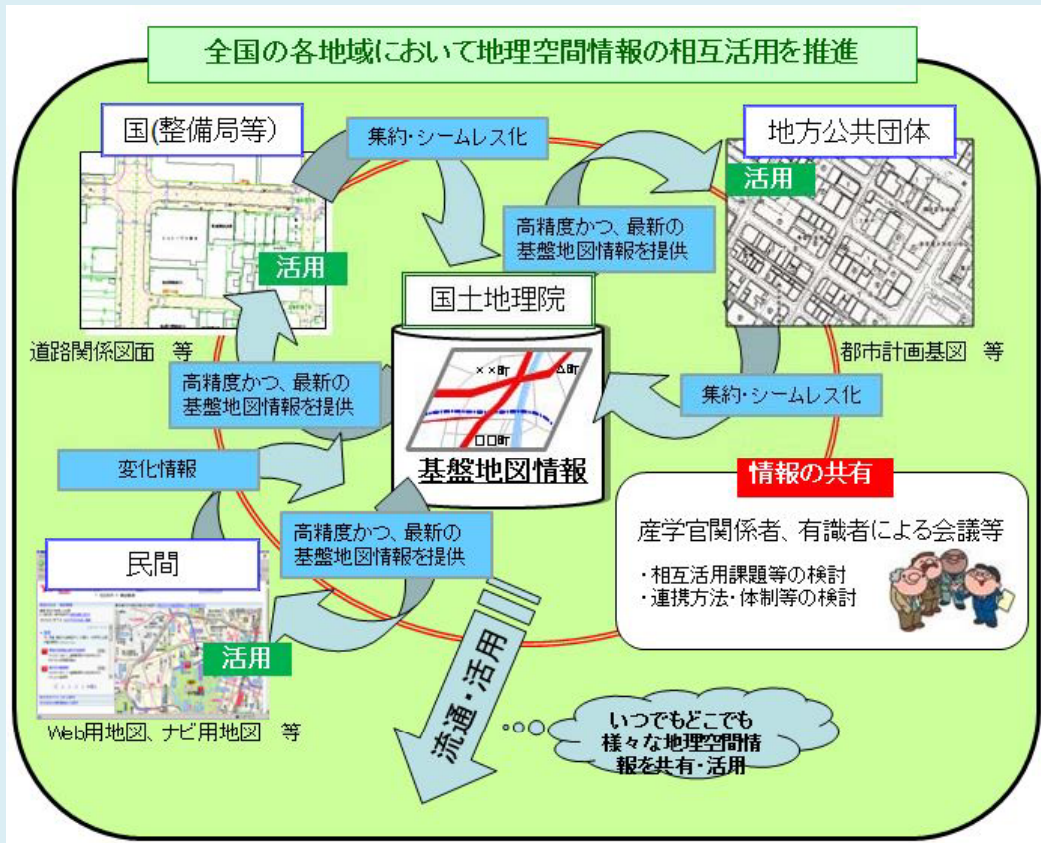 全国の各地域において地理空間情報の相互活用を推進
国(整備局等)
集約・シームレス化
地方公共団体
活用
高精度かつ、最新の
基盤地図情報を提供
活用
国土地理院
道路関係図面 等
都市計画基図 等
××町
△町
高精度かつ、最新の
基盤地図情報を提供
集約・シームレス化
□□町
基盤地図情報
変化情報
情報の共有
高精度かつ、最新の
基盤地図情報を提供
産学官関係者、有識者による会議等
民間
・相互活用課題等の検討
・連携方法・体制等の検討
活用
流通・活用
Web用地図、ナビ用地図 等
いつでもどこでも
様々な地理空間情
報を共有・活用